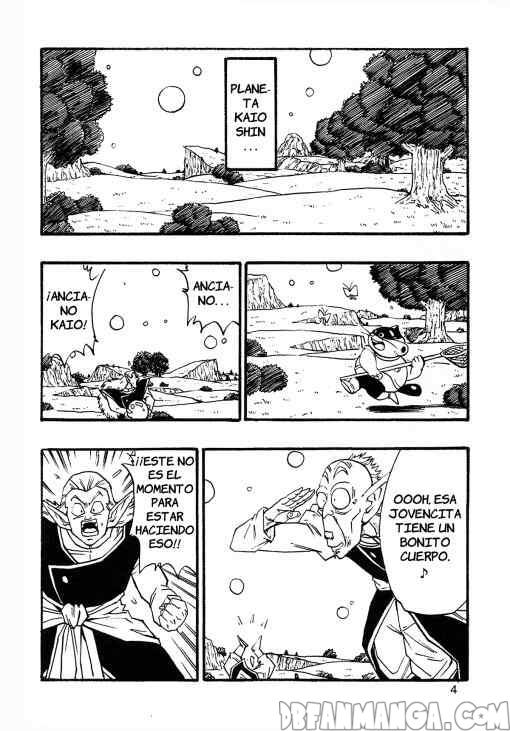 PLANE-
TA
KAIO
SHIN
...
ANCIA-
NO...
¡ANCIA-
NO
KAIO!
OOOH, ESA
JOVENCITA
TIENE UN
BONITO
CUERPO.
♪
¡¡ESTE NO
ES EL
MOMENTO
PARA
ESTAR
HACIENDO
ESO!!
4
DBFANMANGA.COM